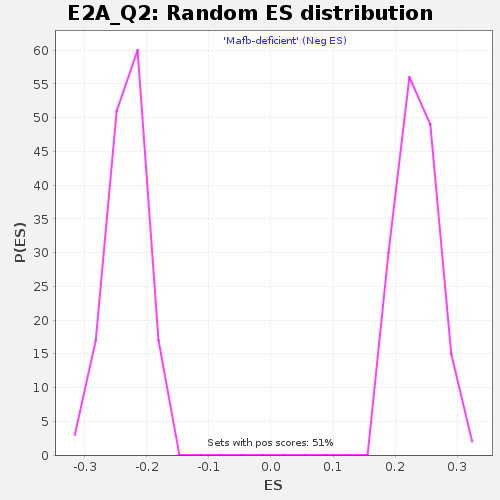 E2A_Q2: Random ES distribution
'Mafb-deficient' (Neg ES)
60
55
50
45
40
35
30
25
20
15
10
5
0
P(ES)
Sets with pos scores: 51%
-0.3 -0.2 -0.1 0.0 0.1 0.2 0.3
ES